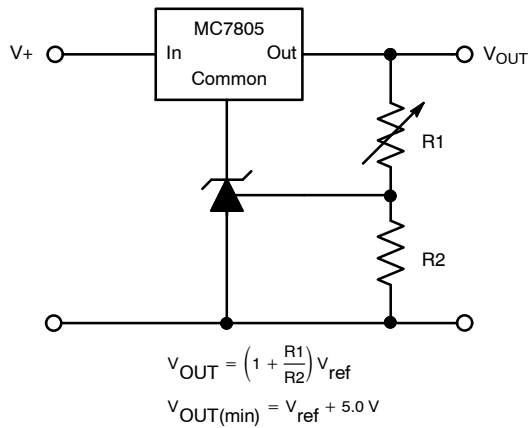 MC7805
V+
In
Out
VOUT
Common
R1
R2
VOUT = (1 + R1/R2) Vref
VOUT(min) = Vref + 5.0 V